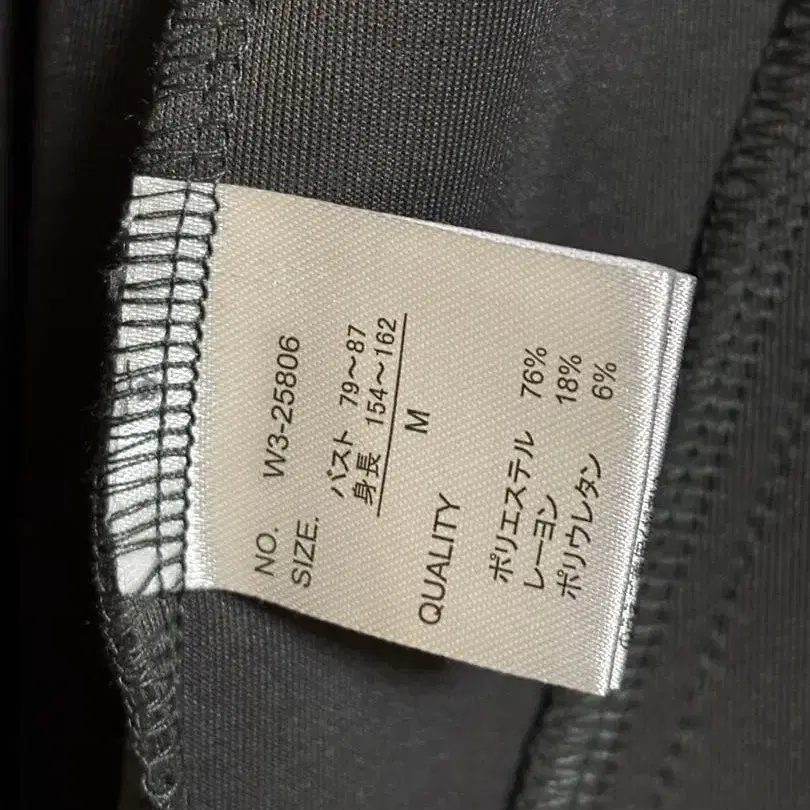 NO. W3-25806
SIZE.
バスト 79～87
身長 154～162
M
QUALITY
ポリエステル 76%
レーヨン 18%
ポリウレタン 6%